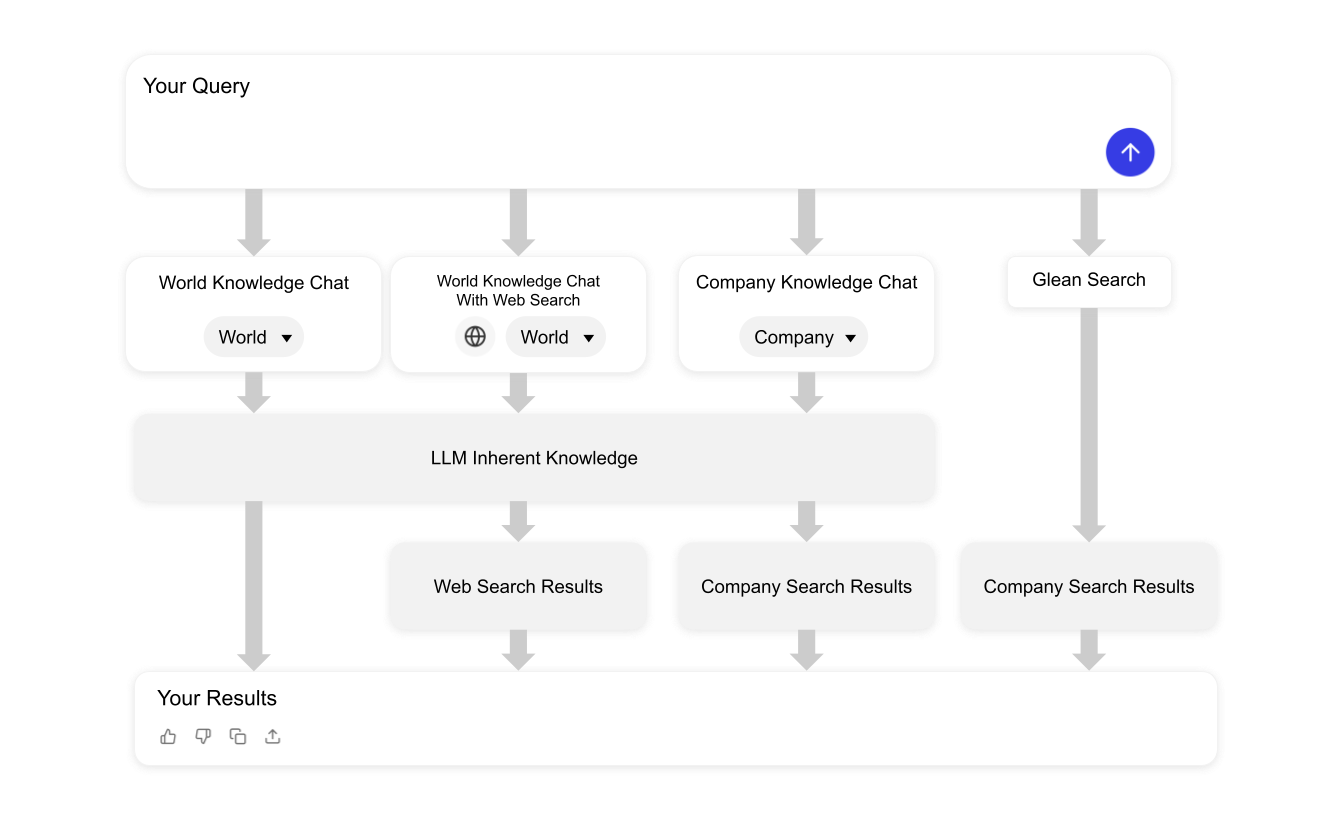 Your Query
World Knowledge Chat
World
World Knowledge Chat
With Web Search
World
Company Knowledge Chat
Company
Glean Search
LLM Inherent Knowledge
Web Search Results
Company Search Results
Company Search Results
Your Results